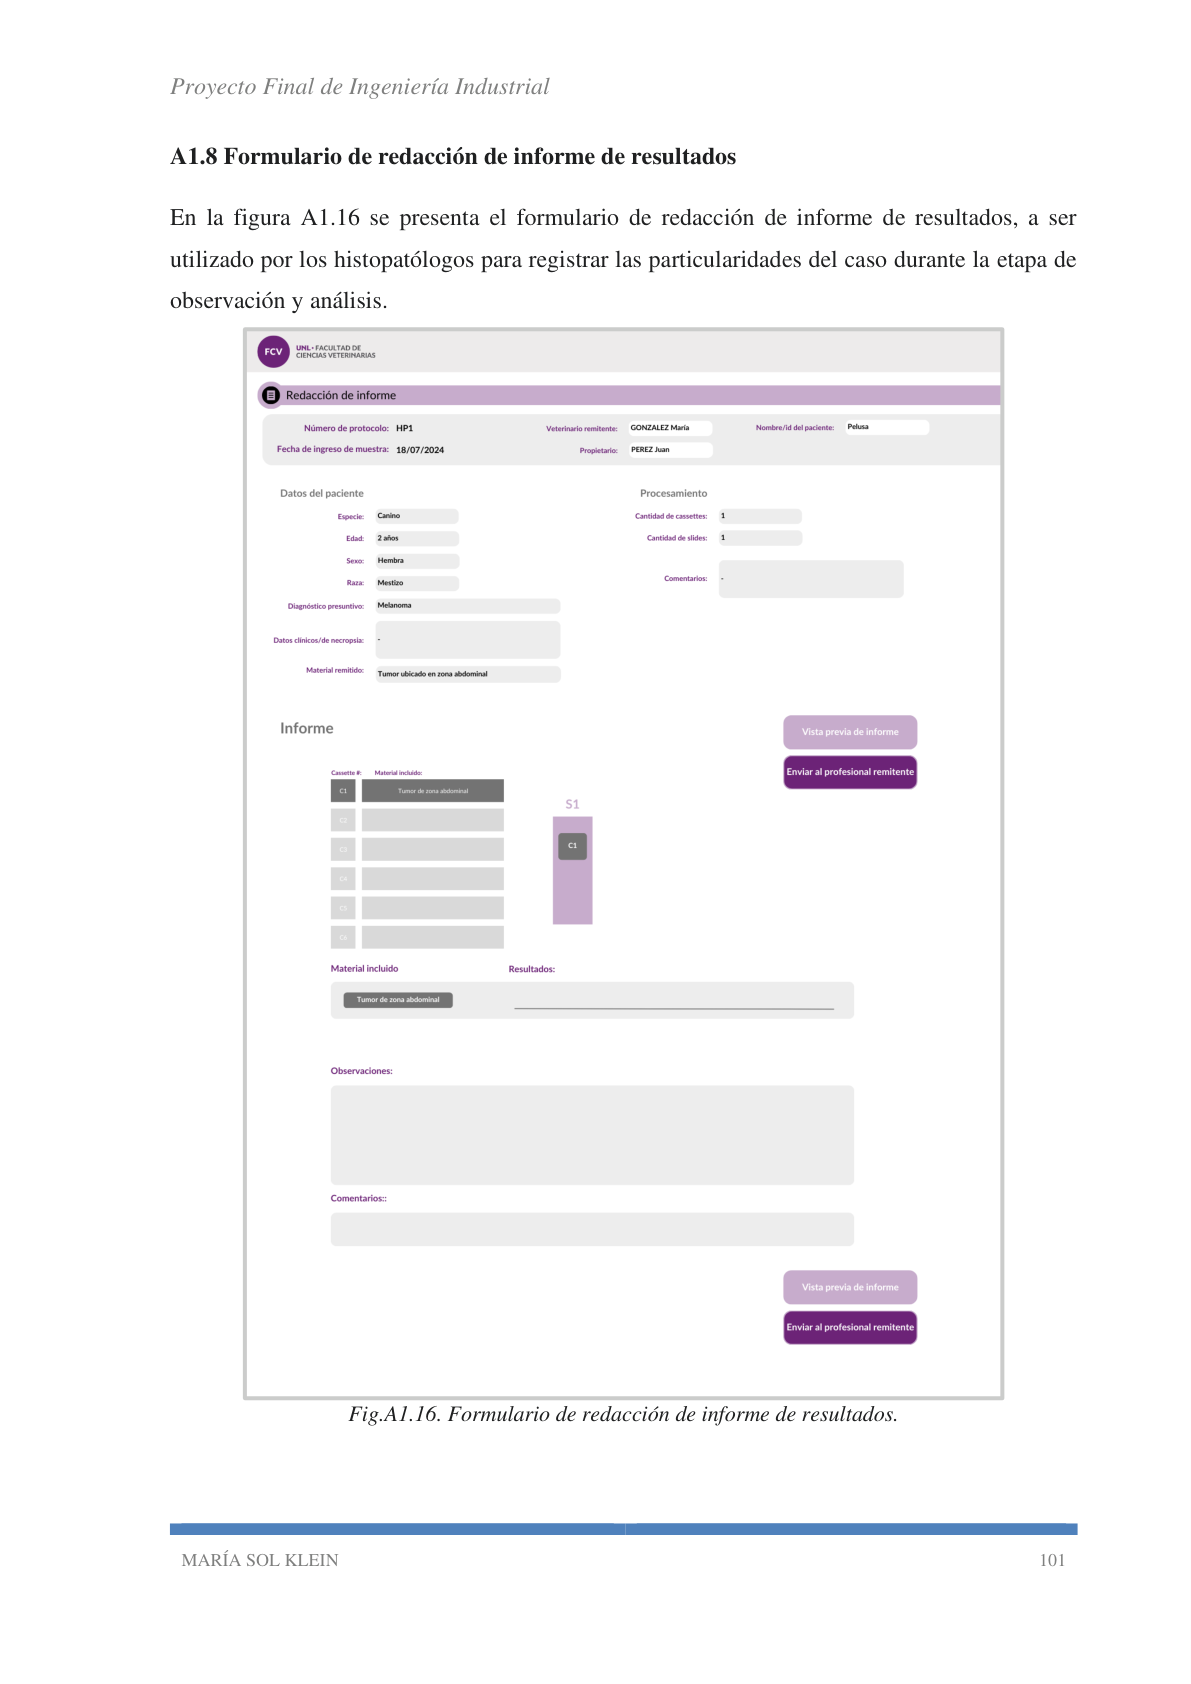 Proyecto Final de Ingeniería Industrial
A1.8 Formulario de redacción de informe de resultados
En la figura A1.16 se presenta el formulario de redacción de informe de resultados, a ser
utilizado por los histopatólogos para registrar las particularidades del caso durante la etapa de
observación y análisis.
FCV
UNL· FACULTAD DE
CIENCIAS VETERINARIAS
Redacción de informe
Número de protocolo: HP1
Veterinario remitente: GONZALEZ María
Nombre/id del paciente: Pelusa
Fecha de ingreso de muestra: 18/07/2024
Propietario: PEREZ Juan
Datos del paciente
Especie: Canino
Edad: 2 años
Sexo: Hembra
Raza: Mestizo
Diagnóstico presuntivo: Melanoma
Datos clínicos/de necropsia: -
Material remitido: Tumor ubicado en zona abdominal
Procesamiento
Cantidad de cassettes: 1
Cantidad de slides: 1
Comentarios: -
Informe
Vista previa de informe
Enviar al profesional remitente
Cassette #: Material incluido:
C1 Tumor de zona abdominal
C2
C3
C4
C5
C6
S1
C1
Material incluido Resultados:
Tumor de zona abdominal
Observaciones:
Comentarios::
Vista previa de informe
Enviar al profesional remitente
Fig.A1.16. Formulario de redacción de informe de resultados.
MARÍA SOL KLEIN 101